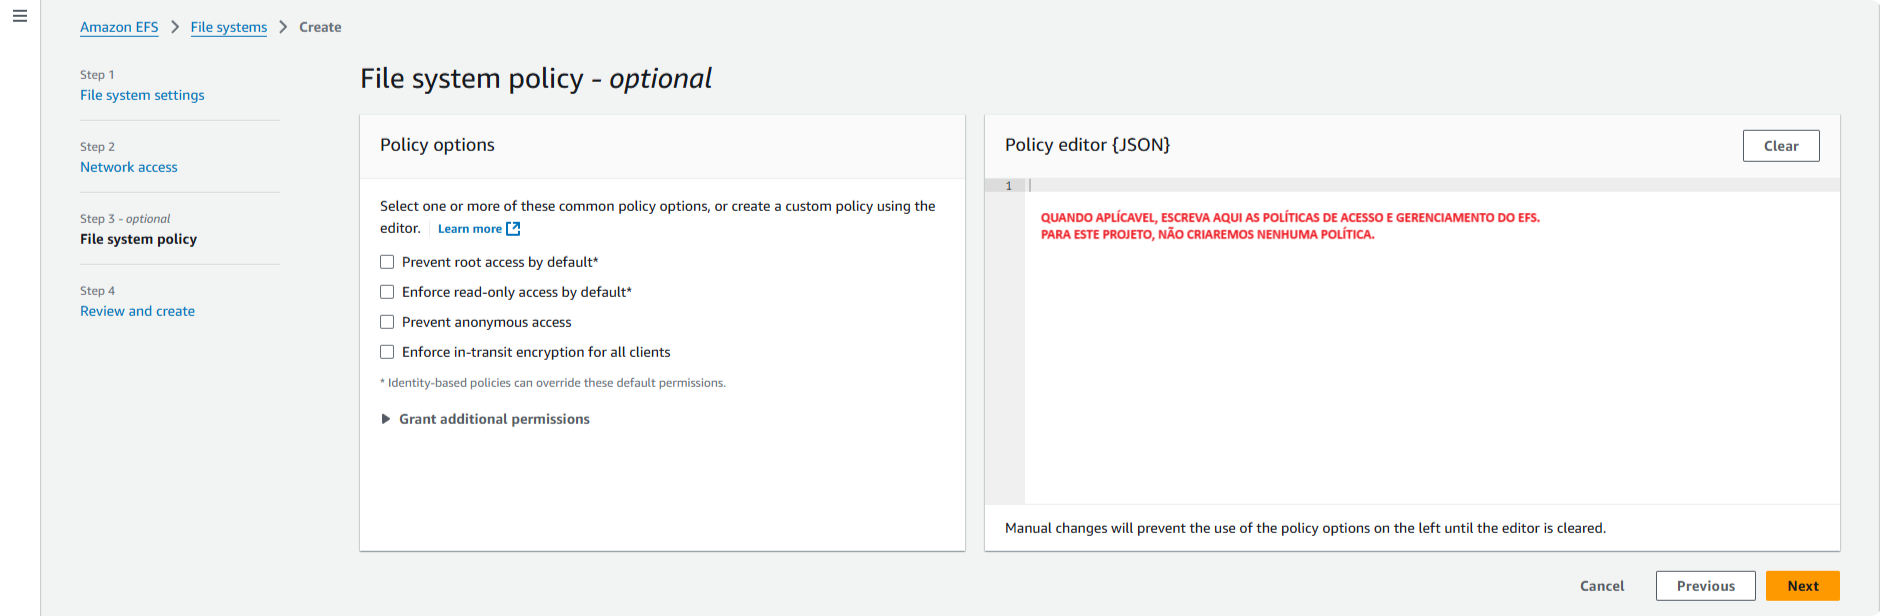 Amazon EFS > File systems > Create
Step 1
File system settings
Step 2
Network access
Step 3 - optional
File system policy
Step 4
Review and create
File system policy - optional
Policy options
Select one or more of these common policy options, or create a custom policy using the
editor. Learn more
Prevent root access by default*
Enforce read-only access by default*
Prevent anonymous access
Enforce in-transit encryption for all clients
* Identity-based policies can override these default permissions.
Grant additional permissions
Policy editor {JSON}
Clear
1
QUANDO APLÍCAVEL, ESCREVA AQUI AS POLÍTICAS DE ACESSO E GERENCIAMENTO DO EFS.
PARA ESTE PROJETO, NÃO CRIAREMOS NENHUMA POLÍTICA.
Manual changes will prevent the use of the policy options on the left until the editor is cleared.
Cancel
Previous
Next